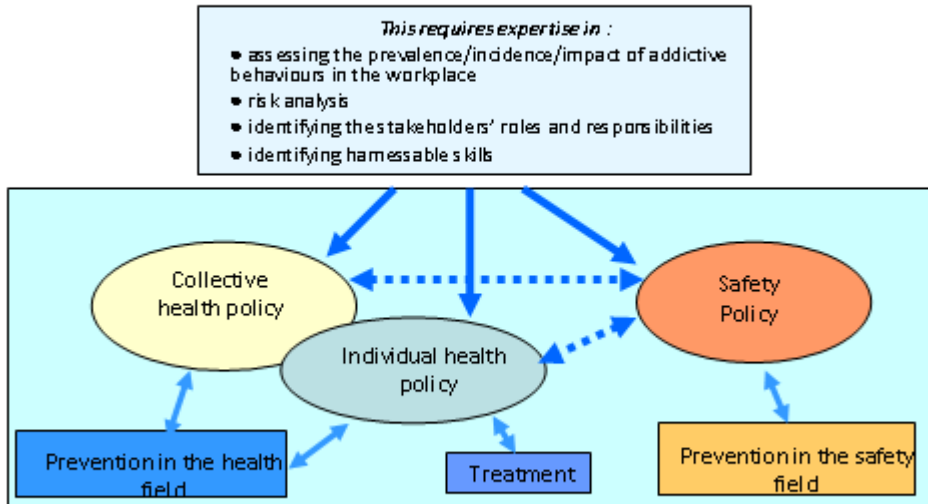 This requires expertise in :
• assessing the prevalence/incidence/impact of addictive
behaviours in the workplace
• risk analysis
• identifying the stakeholders' roles and responsibilities
• identifying harnessable skills
Collective
health policy
Safety
Policy
Individual health
policy
Prevention in the health
field
Treatment
Prevention in the safety
field